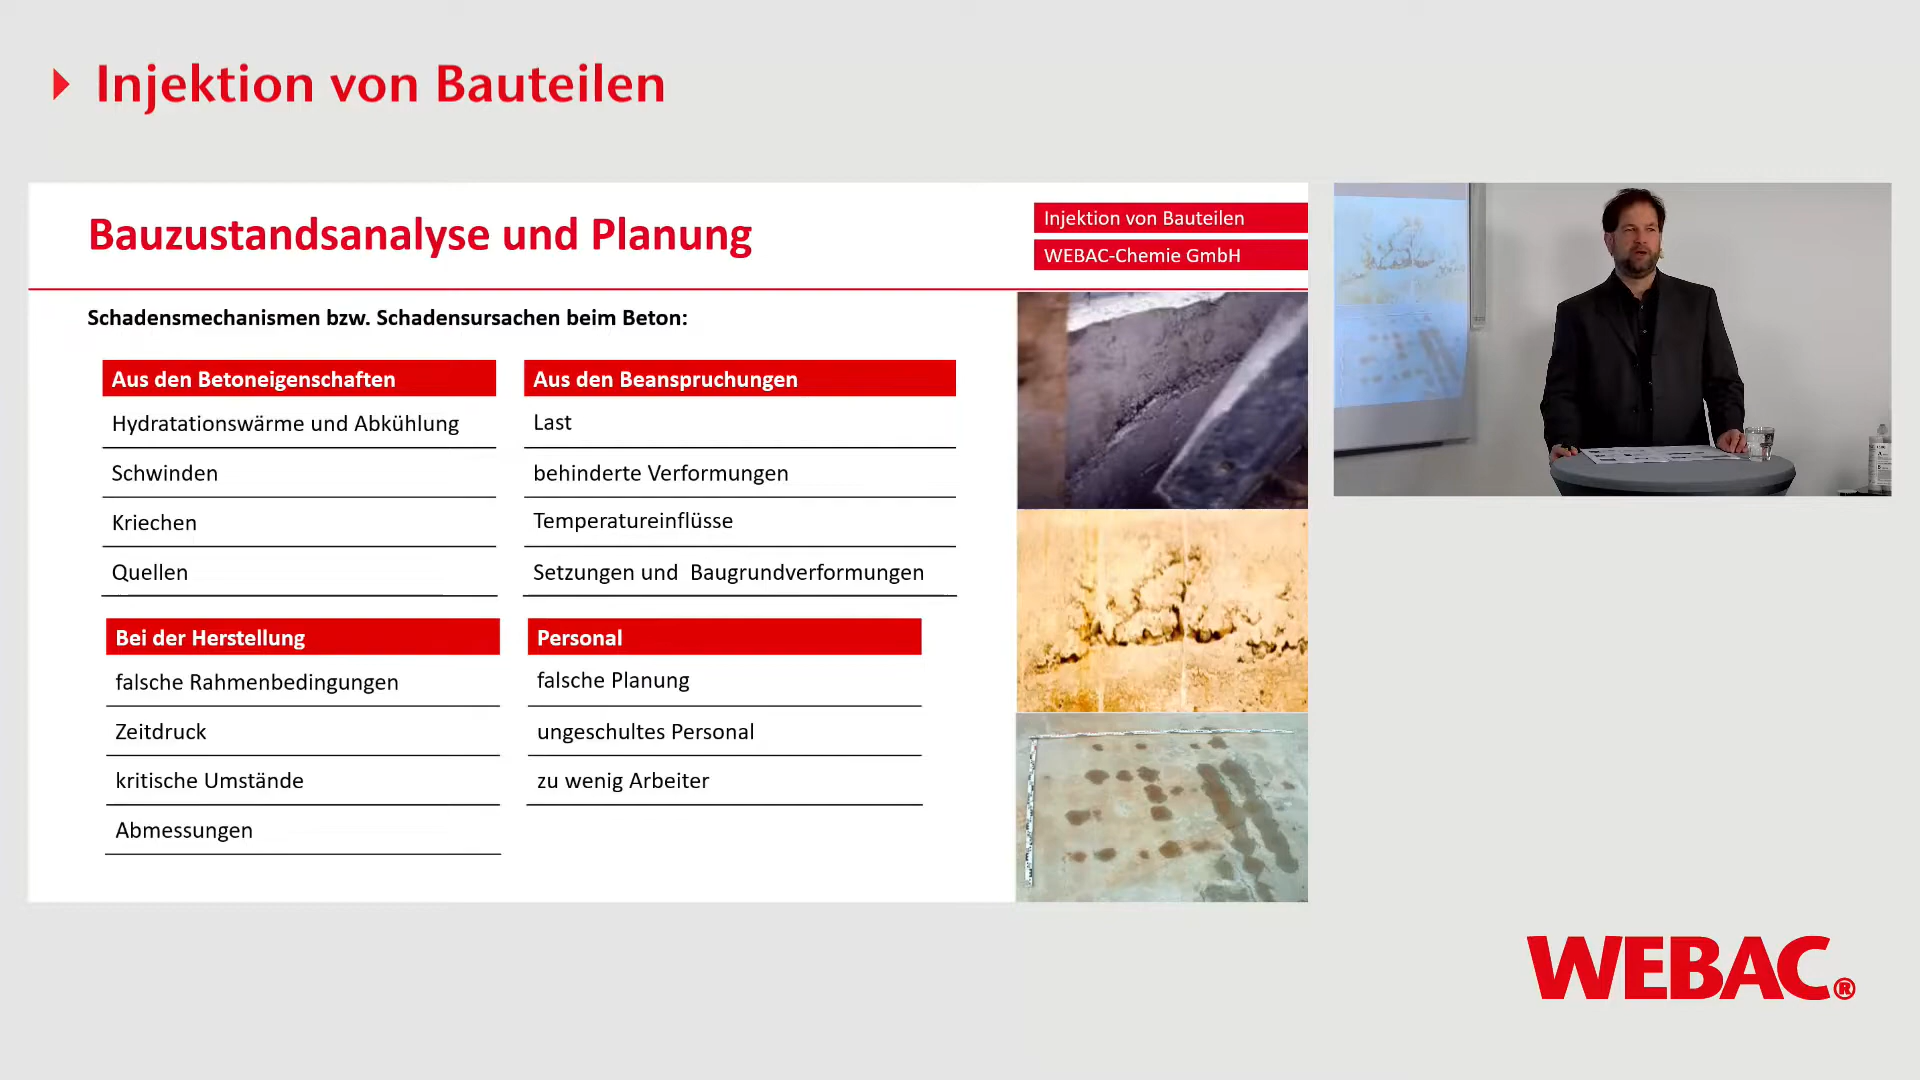 Injektion von Bauteilen
Bauzustandsanalyse und Planung
Injektion von Bauteilen
WEBAC-Chemie GmbH
Schadensmechanismen bzw. Schadensursachen beim Beton:
Aus den Betoneigenschaften
Hydratationswärme und Abkühlung
Schwinden
Kriechen
Quellen
Aus den Beanspruchungen
Last
behinderte Verformungen
Temperatureinflüsse
Setzungen und Baugrundverformungen
Bei der Herstellung
falsche Rahmenbedingungen
Zeitdruck
kritische Umstände
Abmessungen
Personal
falsche Planung
ungeschultes Personal
zu wenig Arbeiter
WEBAC®